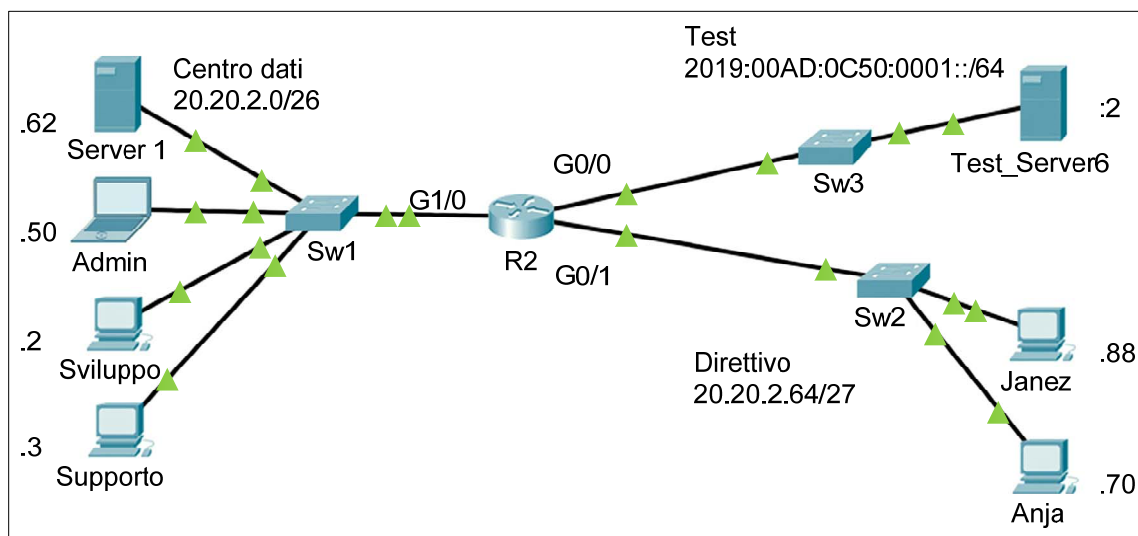 Centro dati
20.20.2.0/26
.62
Server 1
.50
Admin
.2
Sviluppo
.3
Supporto
Sw1
G1/0
R2
G0/0
G0/1
Test
2019:00AD:0C50:0001::/64
:2
Test_Server6
Sw3
Sw2
Direttivo
20.20.2.64/27
.88
Janez
.70
Anja